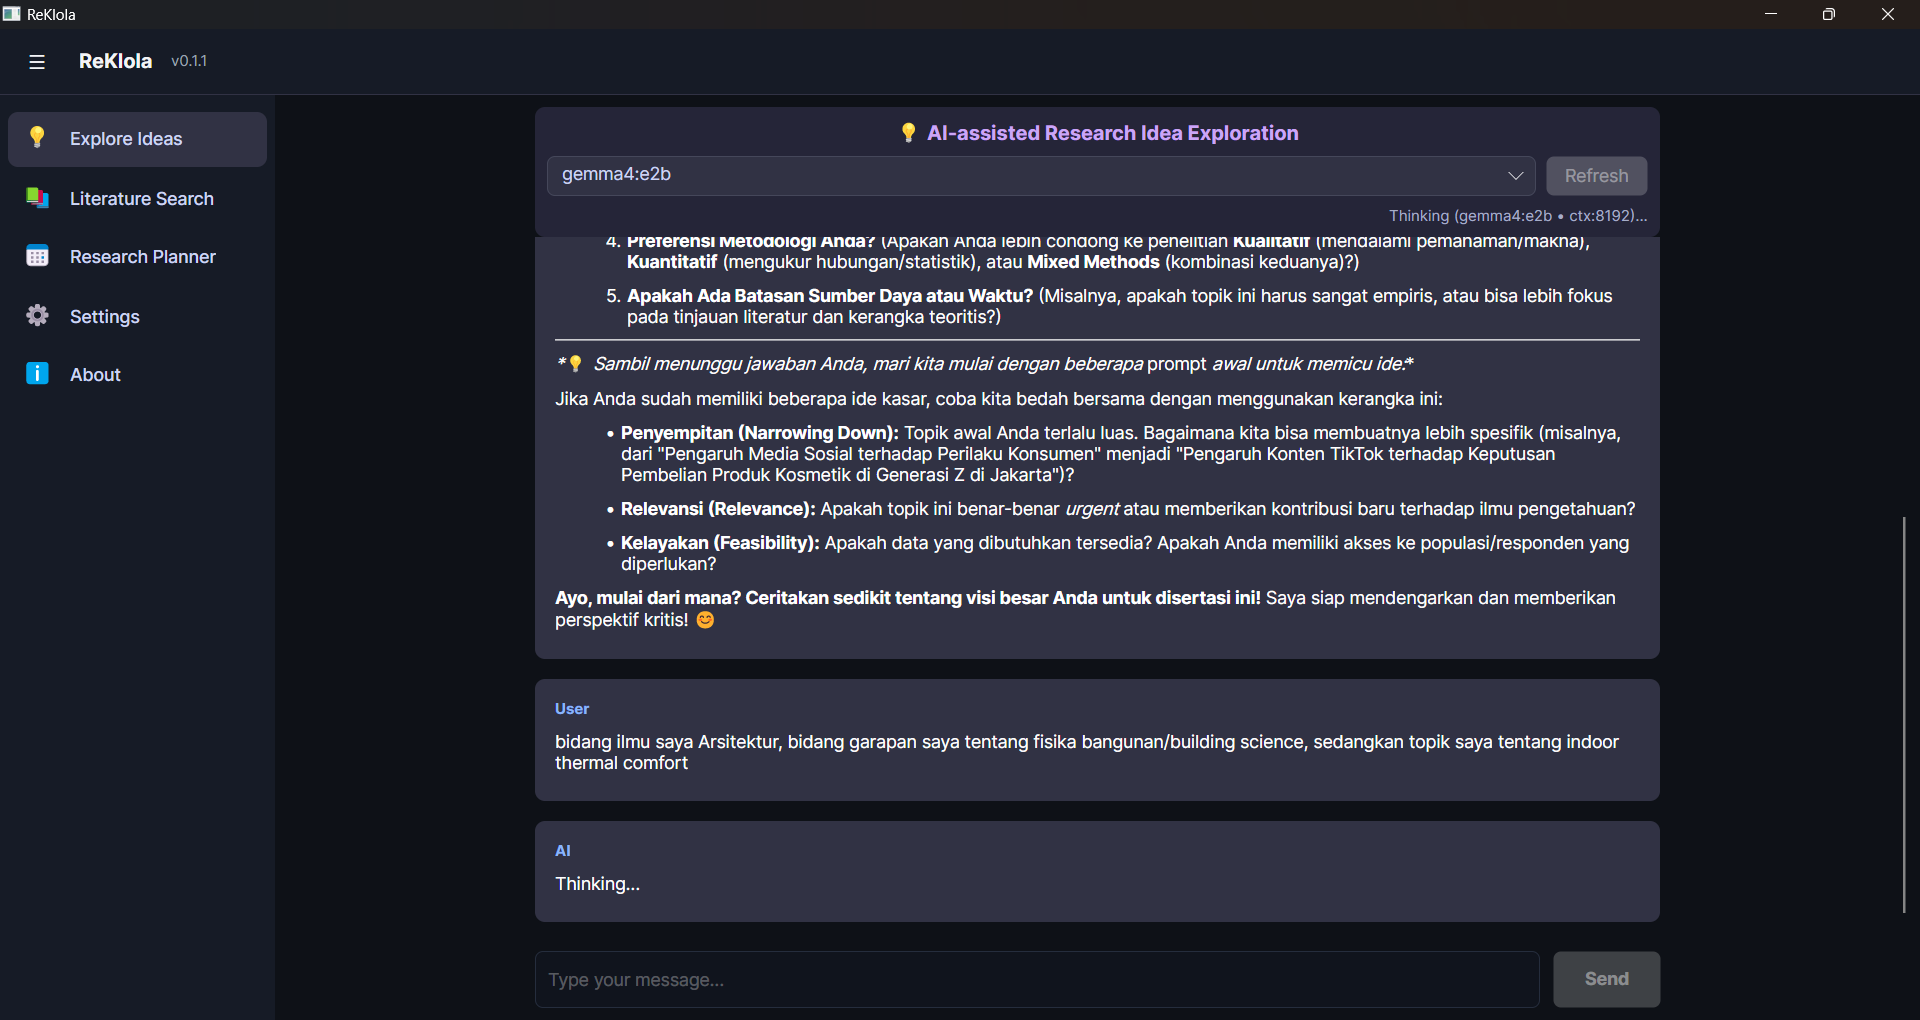 ReKlola
☰ ReKlola v0.1.1
Explore Ideas
Literature Search
Research Planner
Settings
About
💡 AI-assisted Research Idea Exploration
gemma4:e2b
Refresh
Thinking (gemma4:e2b • ctx:8192)...
4. Preferensi Metodologi Anda? (Apakah Anda lebih condong ke penelitian Kualitatif (mendalami pemahaman/makna),
Kuantitatif (mengukur hubungan/statistik), atau Mixed Methods (kombinasi keduanya)?)
5. Apakah Ada Batasan Sumber Daya atau Waktu? (Misalnya, apakah topik ini harus sangat empiris, atau bisa lebih fokus
pada tinjauan literatur dan kerangka teoritis?)
*💡 Sambil menunggu jawaban Anda, mari kita mulai dengan beberapa prompt awal untuk memicu ide:*
Jika Anda sudah memiliki beberapa ide kasar, coba kita bedah bersama dengan menggunakan kerangka ini:
• Penyempitan (Narrowing Down): Topik awal Anda terlalu luas. Bagaimana kita bisa membuatnya lebih spesifik (misalnya,
dari "Pengaruh Media Sosial terhadap Perilaku Konsumen" menjadi "Pengaruh Konten TikTok terhadap Keputusan
Pembelian Produk Kosmetik di Generasi Z di Jakarta")?
• Relevansi (Relevance): Apakah topik ini benar-benar urgent atau memberikan kontribusi baru terhadap ilmu pengetahuan?
• Kelayakan (Feasibility): Apakah data yang dibutuhkan tersedia? Apakah Anda memiliki akses ke populasi/responden yang
diperlukan?
Ayo, mulai dari mana? Ceritakan sedikit tentang visi besar Anda untuk disertasi ini! Saya siap mendengarkan dan memberikan
perspektif kritis! 😊
User
bidang ilmu saya Arsitektur, bidang garapan saya tentang fisika bangunan/building science, sedangkan topik saya tentang indoor
thermal comfort
AI
Thinking...
Type your message...
Send